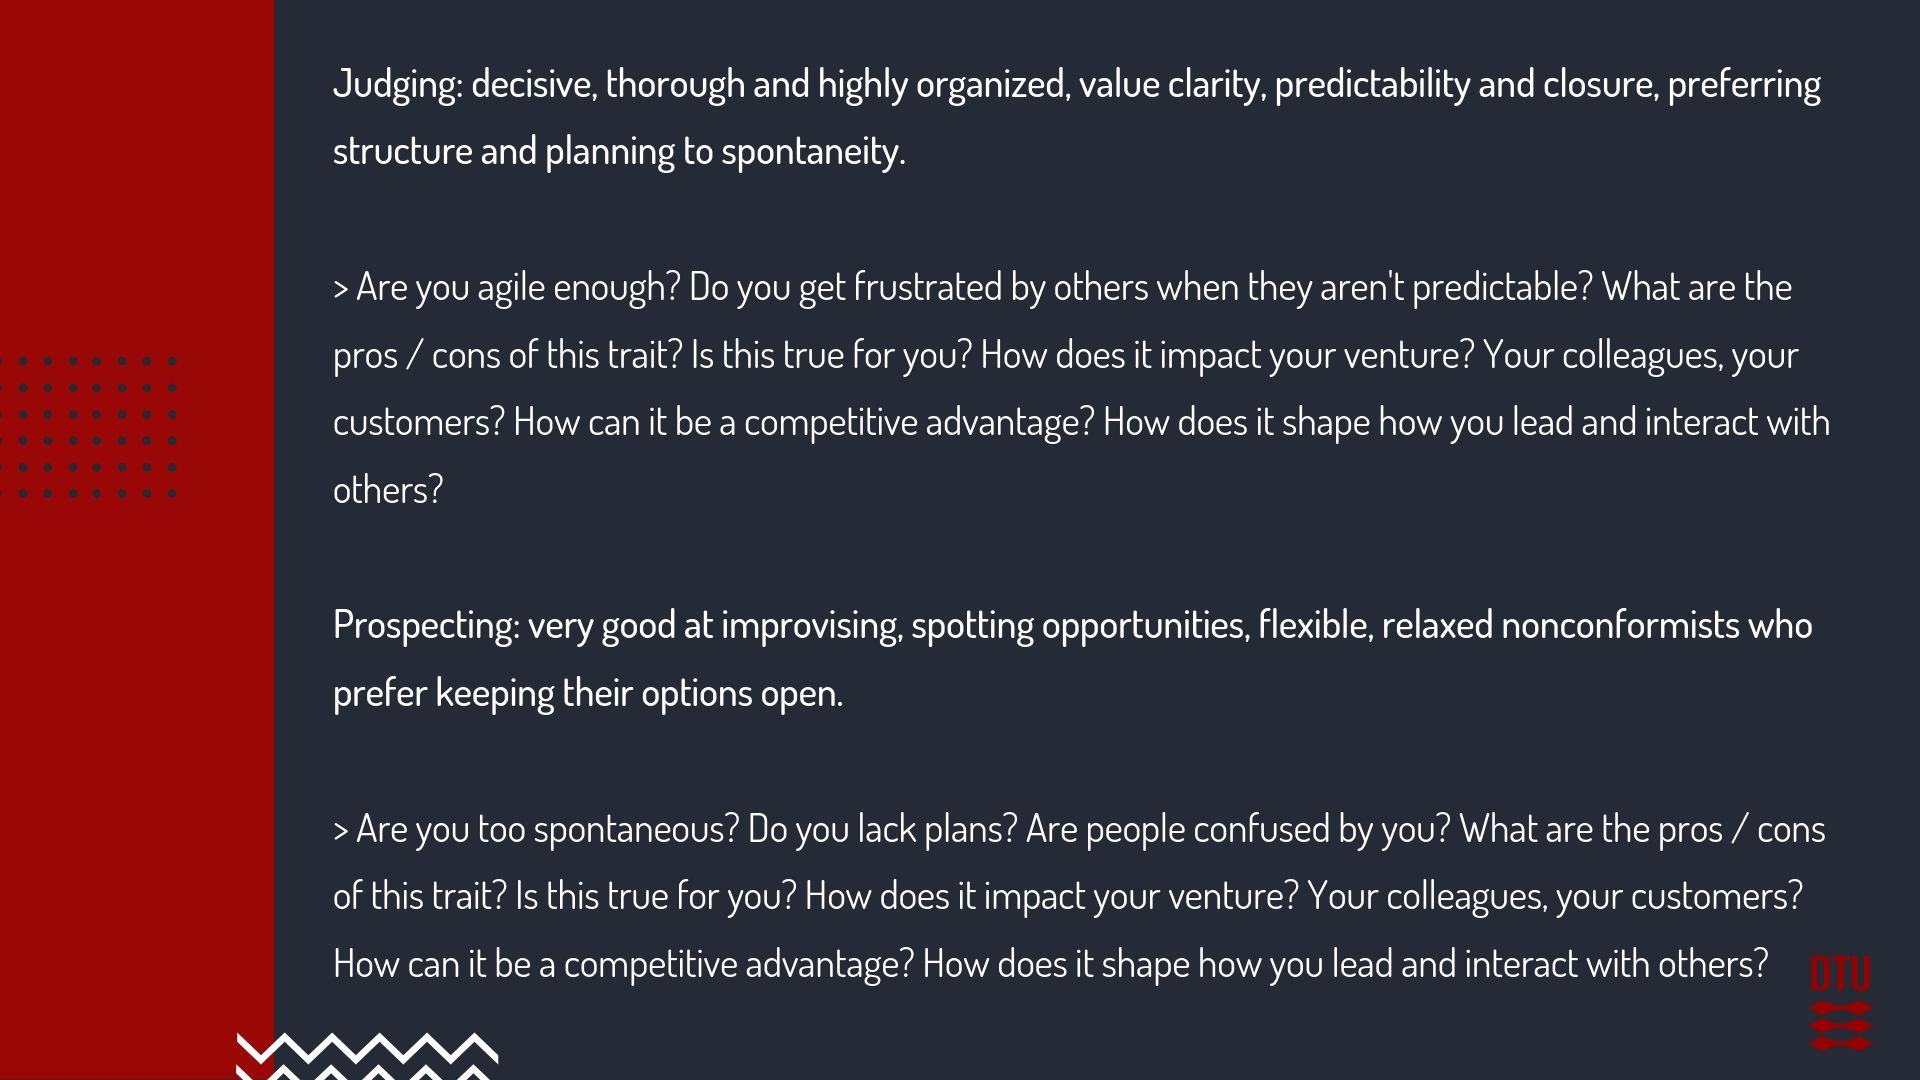 Judging: decisive, thorough and highly organized, value clarity, predictability and closure, preferring
structure and planning to spontaneity.
> Are you agile enough? Do you get frustrated by others when they aren't predictable? What are the
pros / cons of this trait? Is this true for you? How does it impact your venture? Your colleagues, your
customers? How can it be a competitive advantage? How does it shape how you lead and interact with
others?
Prospecting: very good at improvising, spotting opportunities, flexible, relaxed nonconformists who
prefer keeping their options open.
> Are you too spontaneous? Do you lack plans? Are people confused by you? What are the pros / cons
of this trait? Is this true for you? How does it impact your venture? Your colleagues, your customers?
How can it be a competitive advantage? How does it shape how you lead and interact with others?
DTU